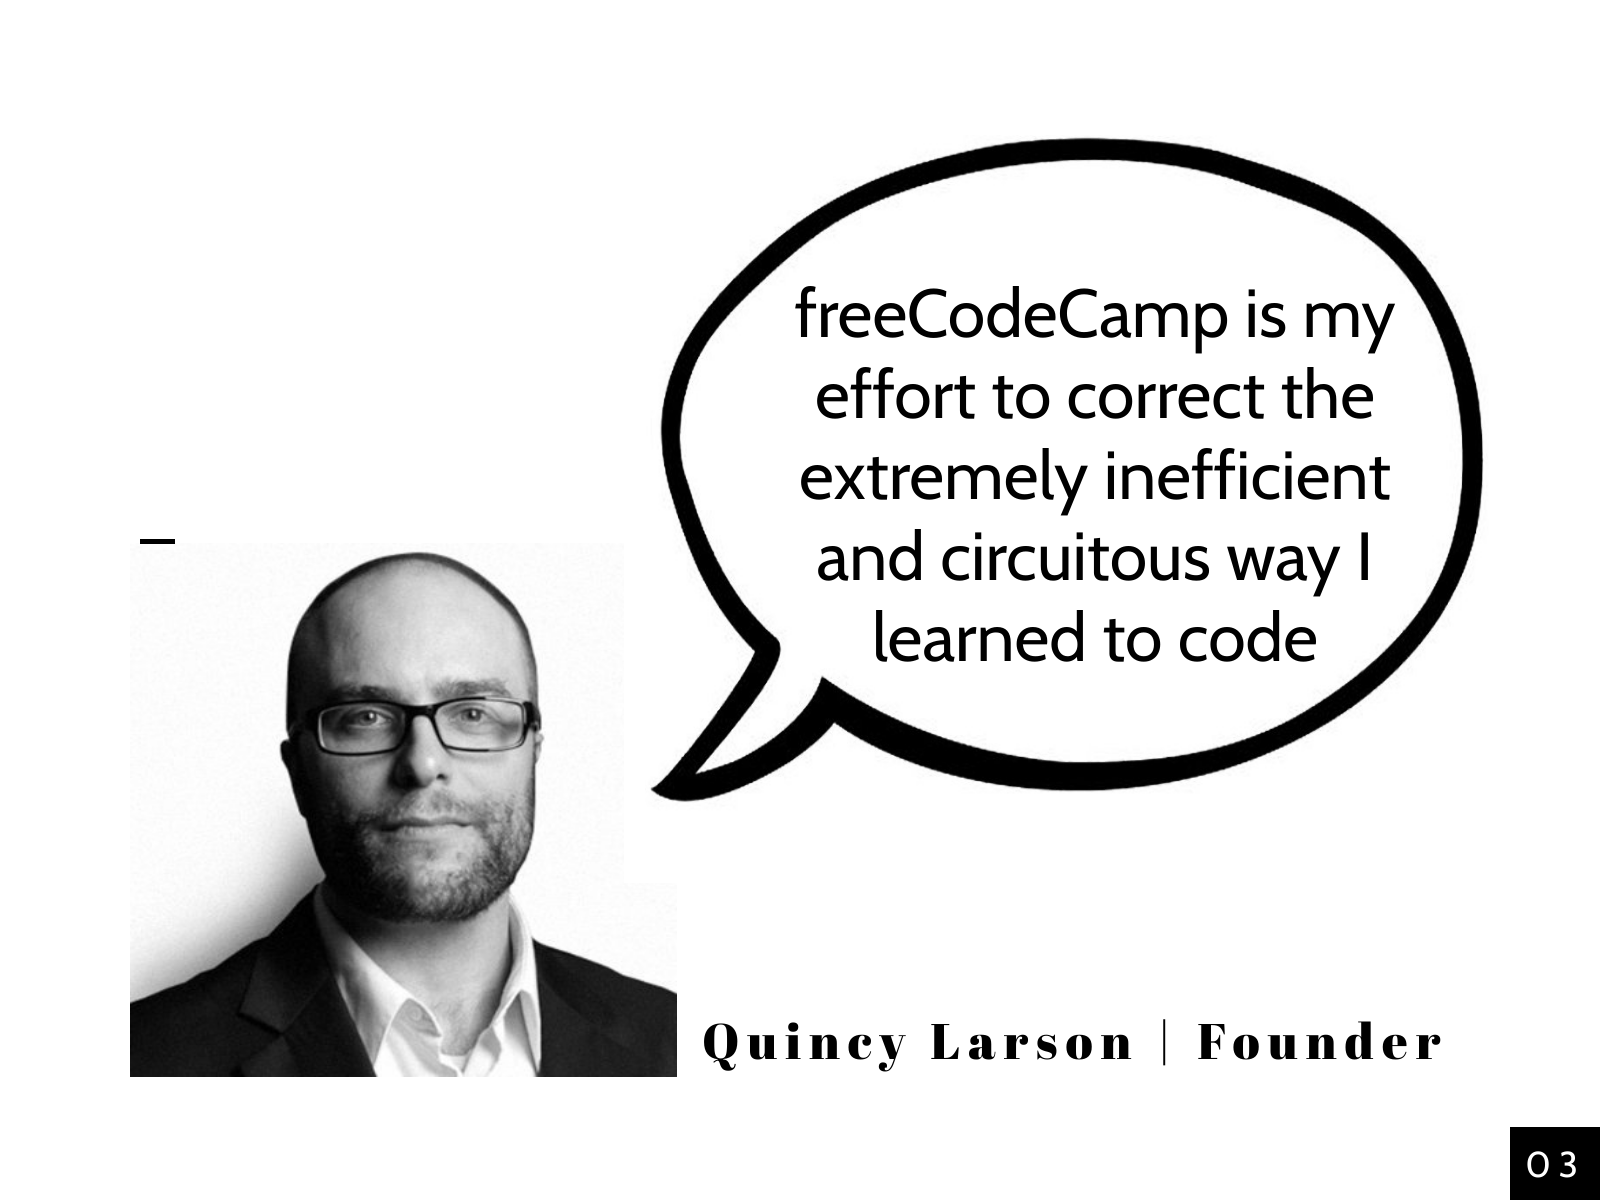 freeCodeCamp is my
effort to correct the
extremely inefficient
and circuitous way I
learned to code
Quincy Larson | Founder
03